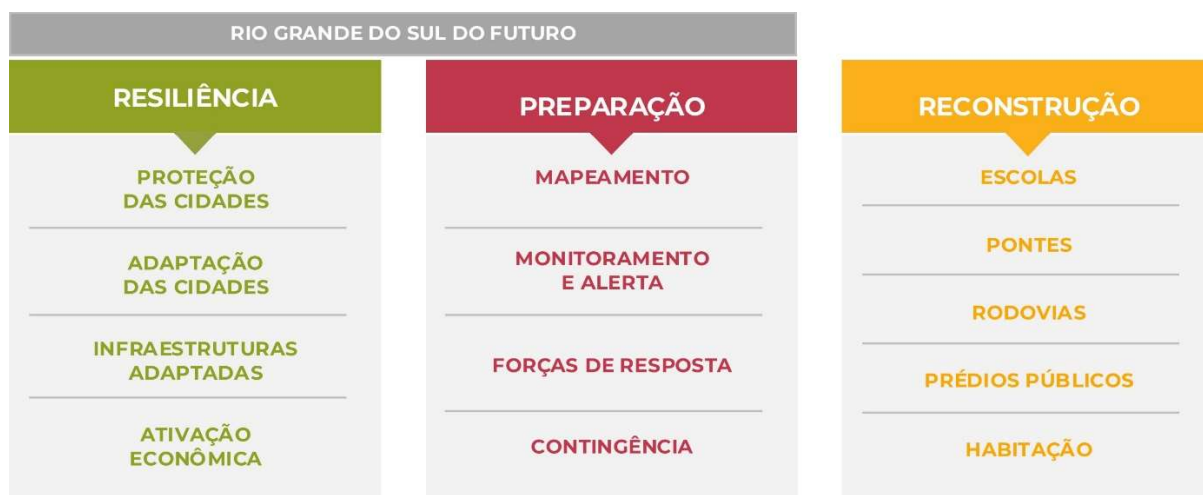 RIO GRANDE DO SUL DO FUTURO
RESILIÊNCIA
PROTEÇÃO
DAS CIDADES
ADAPTAÇÃO
DAS CIDADES
INFRAESTRUTURAS
ADAPTADAS
ATIVAÇÃO
ECONÔMICA
PREPARAÇÃO
MAPEAMENTO
MONITORAMENTO
E ALERTA
FORÇAS DE RESPOSTA
CONTINGÊNCIA
RECONSTRUÇÃO
ESCOLAS
PONTES
RODOVIAS
PRÉDIOS PÚBLICOS
HABITAÇÃO